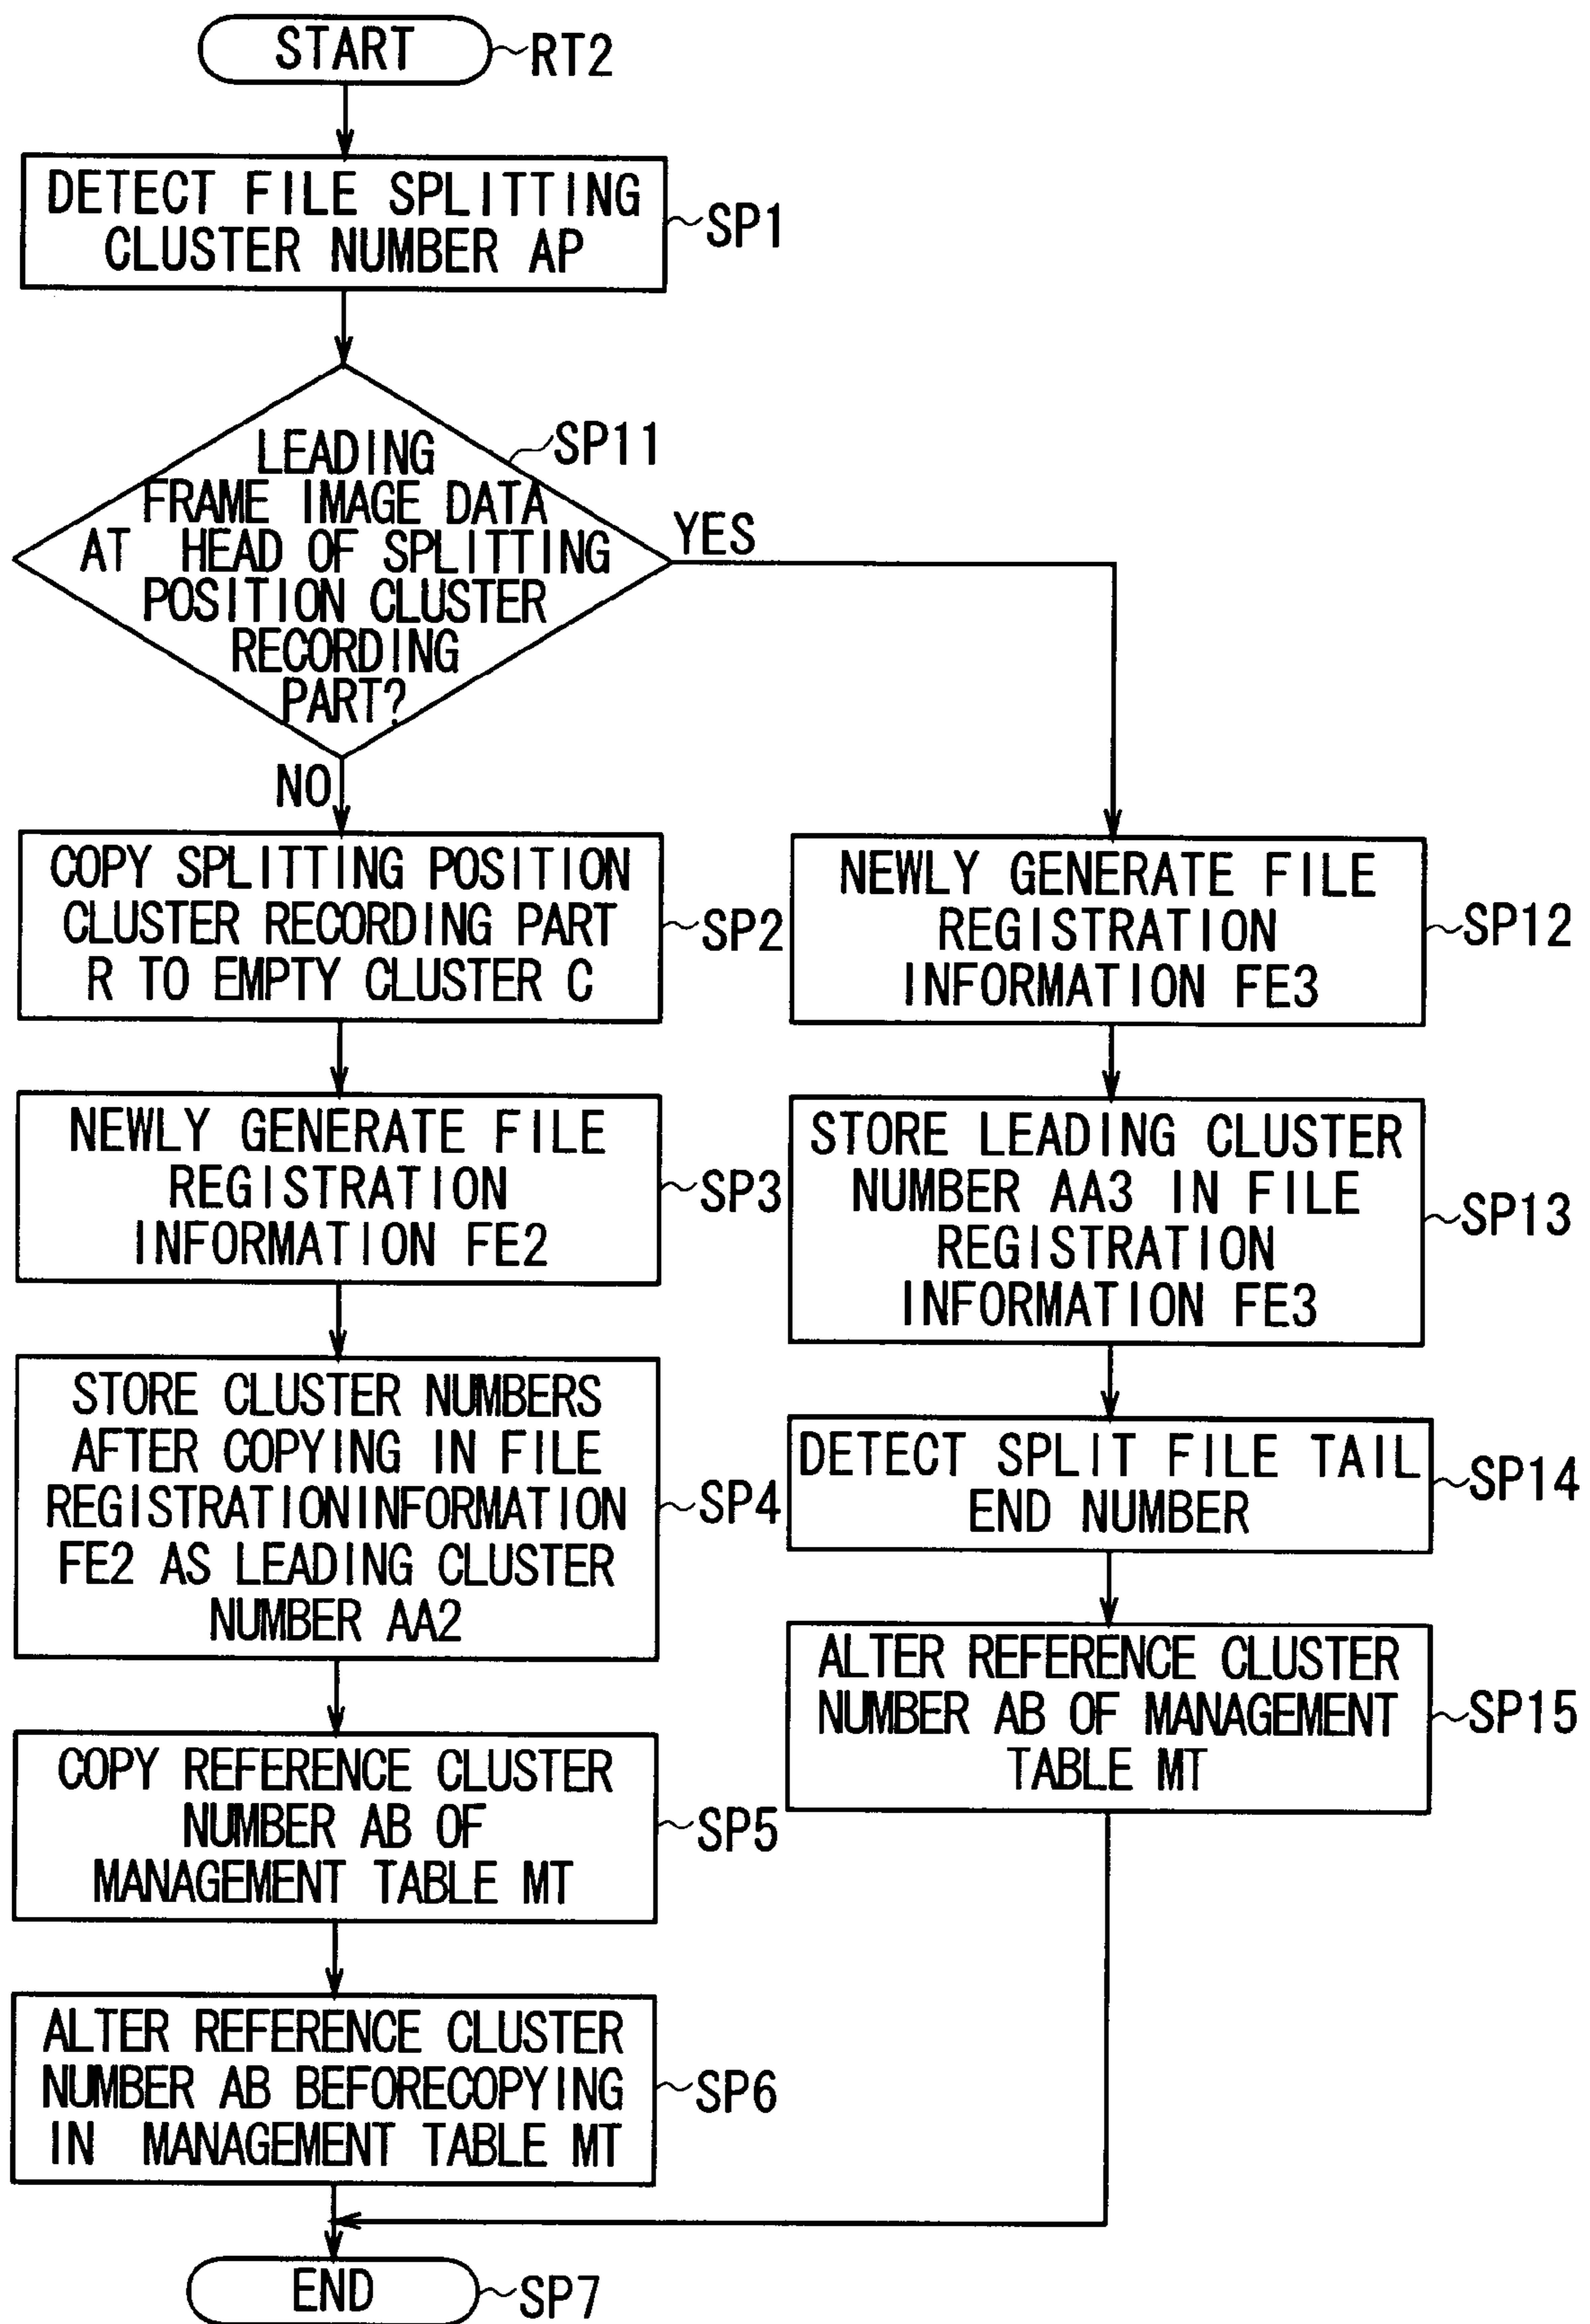 START
RT2
DETECT FILE SPLITTING
CLUSTER NUMBER AP
SP1
LEADING
FRAME IMAGE DATA
AT HEAD OF SPLITTING
POSITION CLUSTER
RECORDING
PART?
SP11
YES
NO
COPY SPLITTING POSITION
CLUSTER RECORDING PART
R TO EMPTY CLUSTER C
SP2
NEWLY GENERATE FILE
REGISTRATION
INFORMATION FE2
SP3
STORE CLUSTER NUMBERS
AFTER COPYING IN FILE
REGISTRATIONINFORMATION
FE2 AS LEADING CLUSTER
NUMBER AA2
SP4
COPY REFERENCE CLUSTER
NUMBER AB OF
MANAGEMENT TABLE MT
SP5
ALTER REFERENCE CLUSTER
NUMBER AB BEFORECOPYING
IN MANAGEMENT TABLE MT
SP6
NEWLY GENERATE FILE
REGISTRATION
INFORMATION FE3
SP12
STORE LEADING CLUSTER
NUMBER AA3 IN FILE
REGISTRATION
INFORMATION FE3
SP13
DETECT SPLIT FILE TAIL
END NUMBER
SP14
ALTER REFERENCE CLUSTER
NUMBER AB OF MANAGEMENT
TABLE MT
SP15
END
SP7